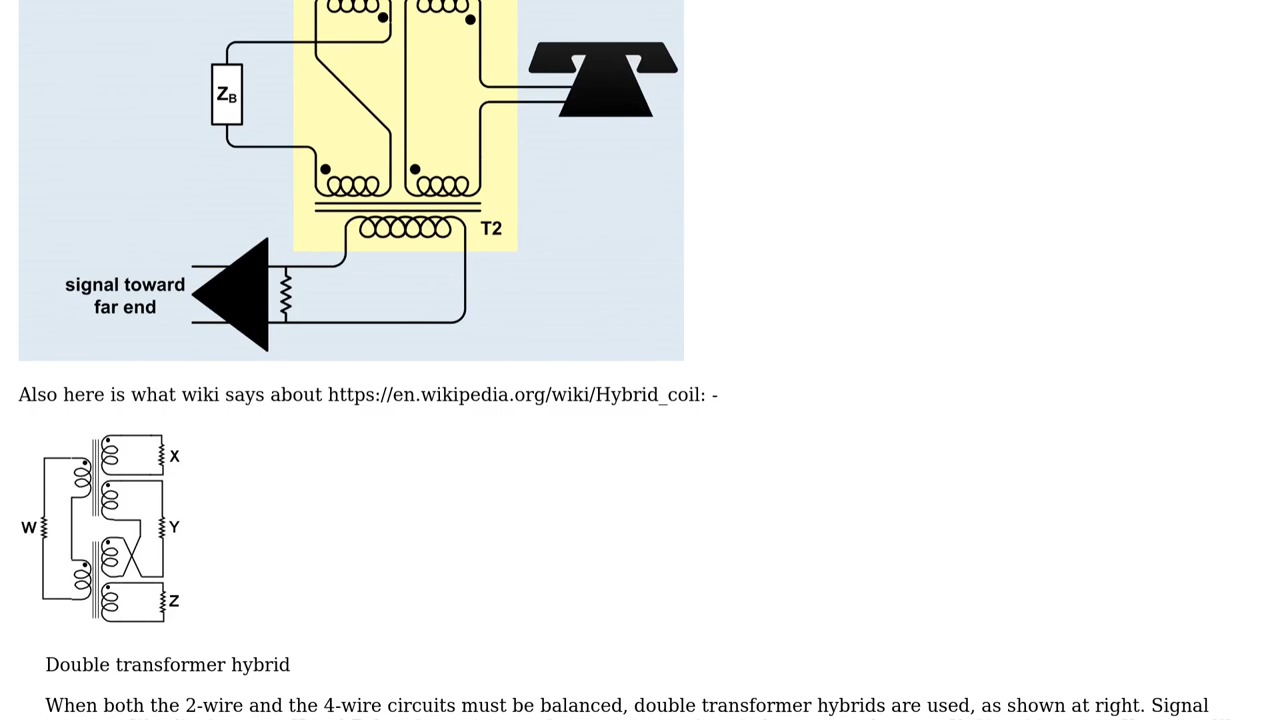 ZB
T2
signal toward
far end
Also here is what wiki says about https://en.wikipedia.org/wiki/Hybrid_coil: -
X
W
Y
Z
Double transformer hybrid
When both the 2-wire and the 4-wire circuits must be balanced, double transformer hybrids are used, as shown at right. Signal